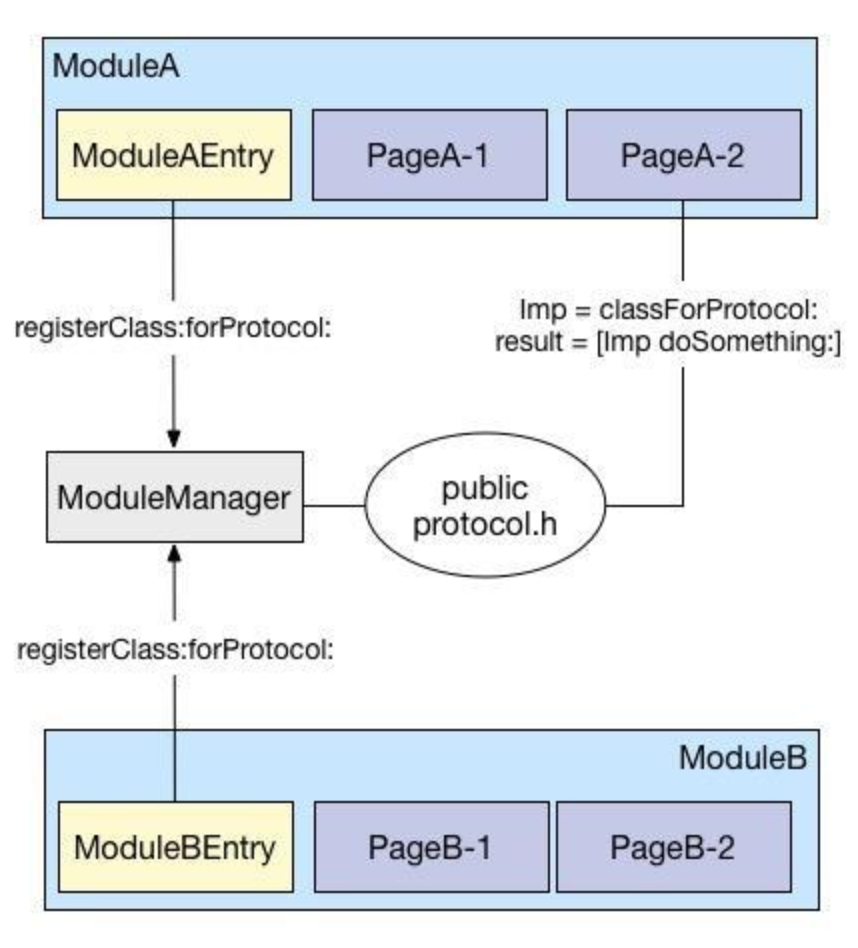 ModuleA
ModuleAEntry
PageA-1
PageA-2
registerClass:forProtocol:
Imp = classForProtocol:
result = [Imp doSomething:]
ModuleManager
public
protocol.h
registerClass:forProtocol:
ModuleB
ModuleBEntry
PageB-1
PageB-2